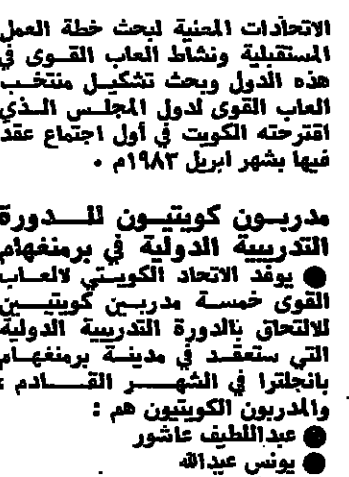 الاتحادات المعنية لبحث خطة العمل
المستقبلية ونشاط العاب القوى في
هذه الدول وبحث تشكيل منتخب
العاب القوى لدول المجلس الذي
اقترحته الكويت في أول اجتماع عقد
فيها بشهر ابريل ١٩٨٣م .
مدربون كويتيون للدورة
التدريبية الدولية في برمنغهام
● يوفد الاتحاد الكويتي لالعاب
القوى خمسة مدربين كويتيين
للالتحاق بالدورة التدريبية الدولية
التي ستعقد في مدينة برمنغهام
بانجلترا في الشهر القادم :
والمدربون الكويتيون هم :
● عبداللطيف عاشور
● يونس عبدالله